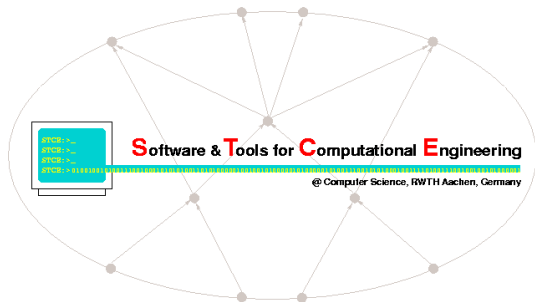 STCE:>_
STCE:>_
STCE:>_
STCE:>
Software & Tools for Computational Engineering
@ Computer Science, RWTH Aachen, Germany